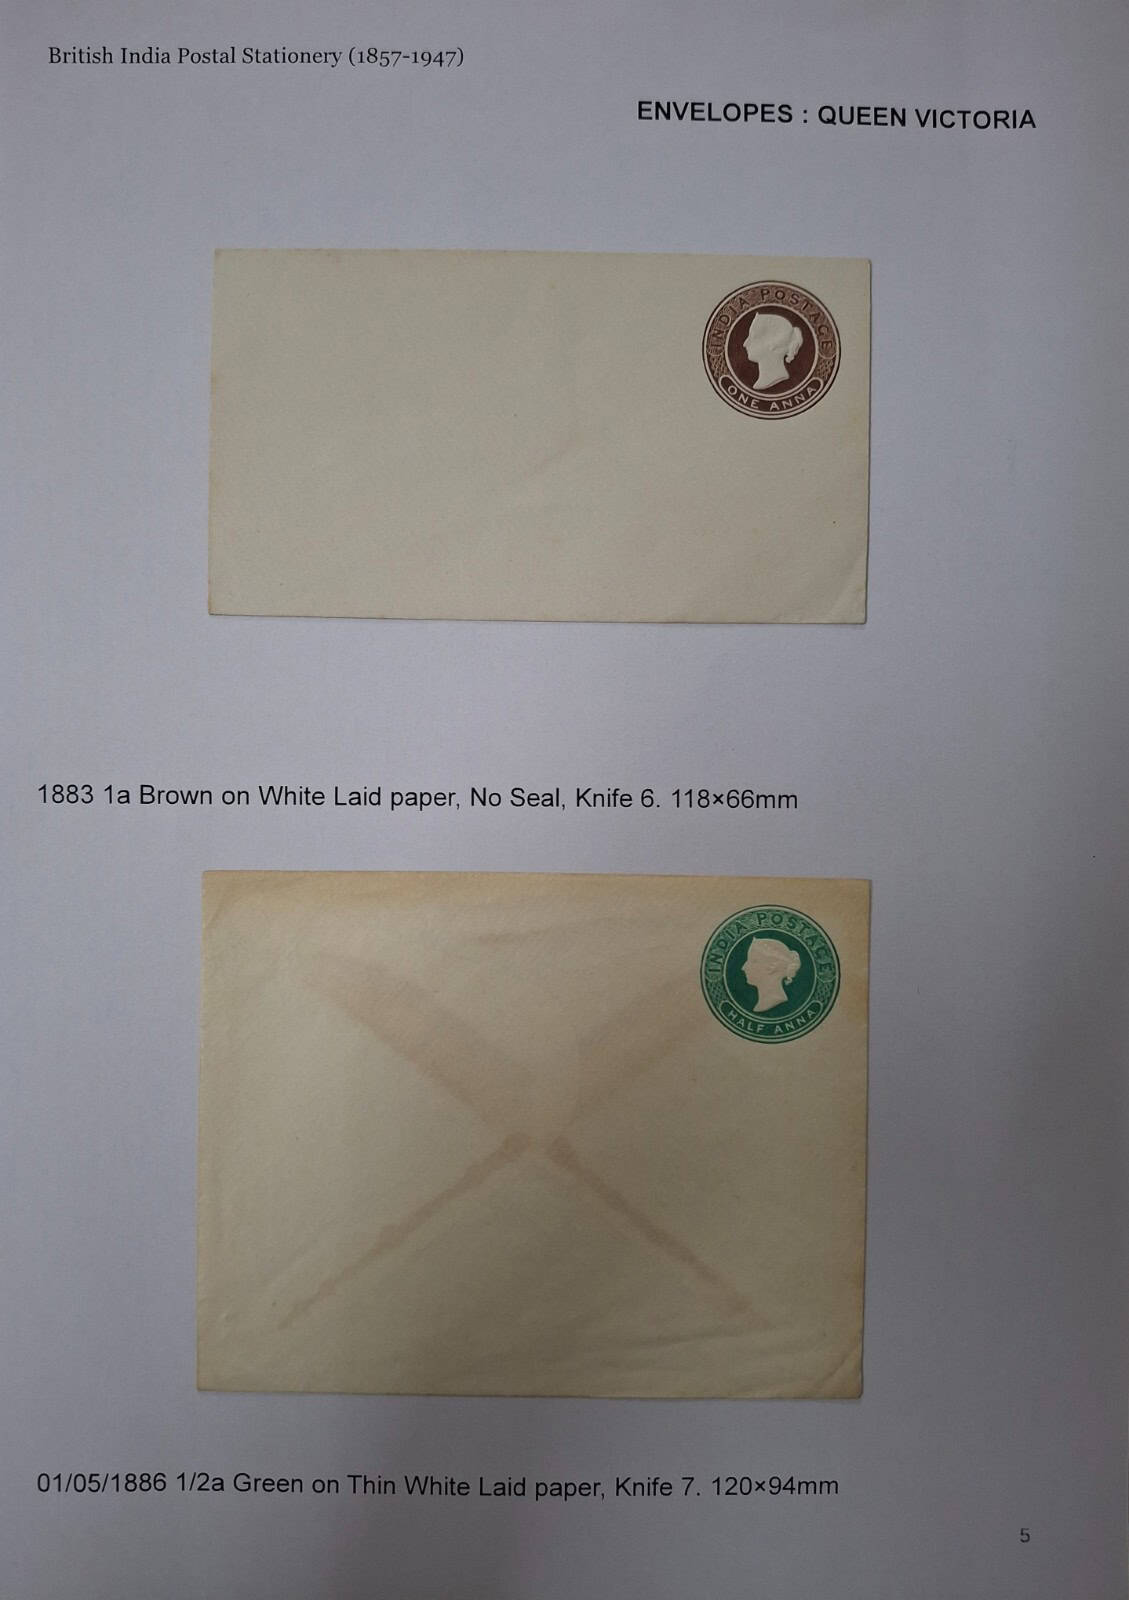 British India Postal Stationery (1857-1947)
ENVELOPES : QUEEN VICTORIA
INDIA POSTAGE
ONE ANNA
1883 1a Brown on White Laid paper, No Seal, Knife 6. 118×66mm
INDIA POSTAGE
HALF ANNA
01/05/1886 1/2a Green on Thin White Laid paper, Knife 7. 120×94mm
5